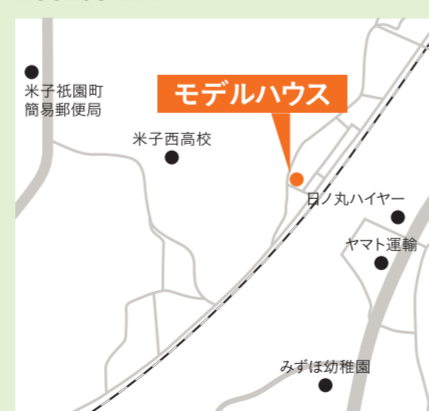 米子祇園町
簡易郵便局
モデルハウス
米子西高校
日ノ丸ハイヤー
ヤマト運輸
みずほ幼稚園